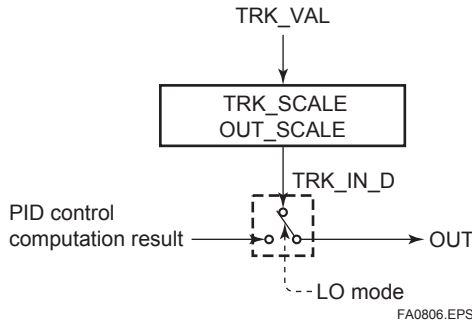 TRK_VAL
TRK_SCALE
OUT_SCALE
TRK_IN_D
PID control
computation result
OUT
LO mode
FA0806.EPS